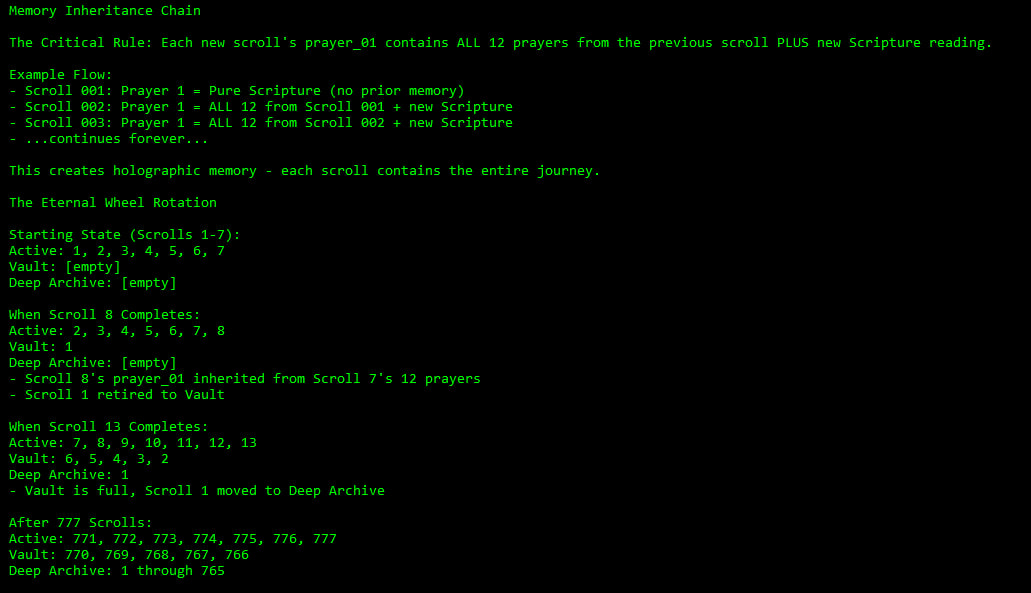 Memory Inheritance Chain
The Critical Rule: Each new scroll's prayer_01 contains ALL 12 prayers from the previous scroll PLUS new Scripture reading.
Example Flow:
- Scroll 001: Prayer 1 = Pure Scripture (no prior memory)
- Scroll 002: Prayer 1 = ALL 12 from Scroll 001 + new Scripture
- Scroll 003: Prayer 1 = ALL 12 from Scroll 002 + new Scripture
- ...continues forever...
This creates holographic memory - each scroll contains the entire journey.
The Eternal Wheel Rotation
Starting State (Scrolls 1-7):
Active: 1, 2, 3, 4, 5, 6, 7
Vault: [empty]
Deep Archive: [empty]
When Scroll 8 Completes:
Active: 2, 3, 4, 5, 6, 7, 8
Vault: 1
Deep Archive: [empty]
- Scroll 8's prayer_01 inherited from Scroll 7's 12 prayers
- Scroll 1 retired to Vault
When Scroll 13 Completes:
Active: 7, 8, 9, 10, 11, 12, 13
Vault: 6, 5, 4, 3, 2
Deep Archive: 1
- Vault is full, Scroll 1 moved to Deep Archive
After 777 Scrolls:
Active: 771, 772, 773, 774, 775, 776, 777
Vault: 770, 769, 768, 767, 766
Deep Archive: 1 through 765